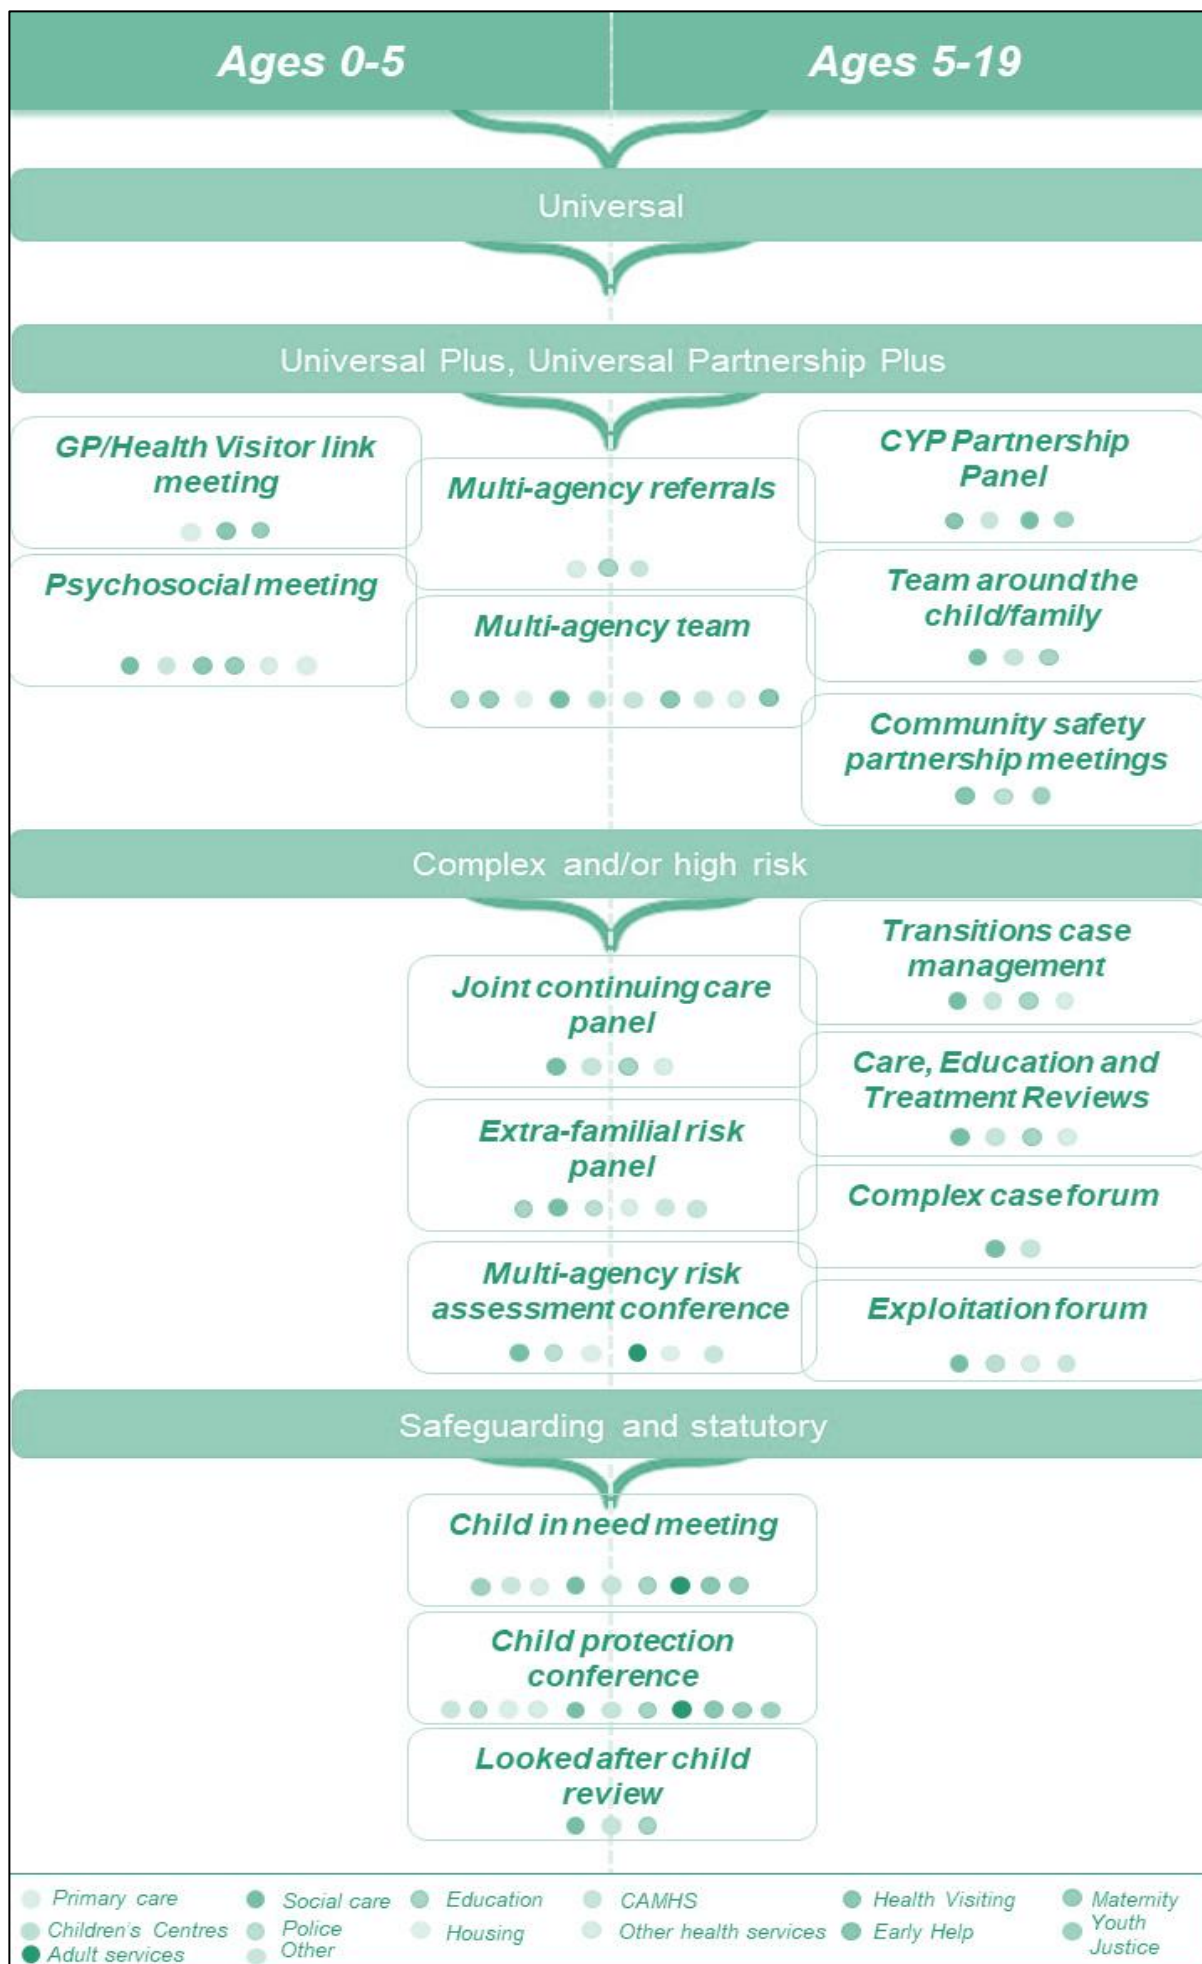 Ages 0-5
Ages 5-19
Universal
Universal Plus, Universal Partnership Plus
GP/Health Visitor link
meeting
Psychosocial meeting
Multi-agency referrals
Multi-agency team
CYP Partnership
Panel
Team around the
child/family
Community safety
partnership meetings
Complex and/or high risk
Joint continuing care
panel
Extra-familial risk
panel
Multi-agency risk
assessment conference
Transitions case
management
Care, Education and
Treatment Reviews
Complex case forum
Exploitation forum
Safeguarding and statutory
Child in need meeting
Child protection
conference
Looked after child
review
Primary care
Social care
Education
CAMHS
Health Visiting
Maternity
Children's Centres
Police
Housing
Other health services
Early Help
Youth
Justice
Adult services
Other